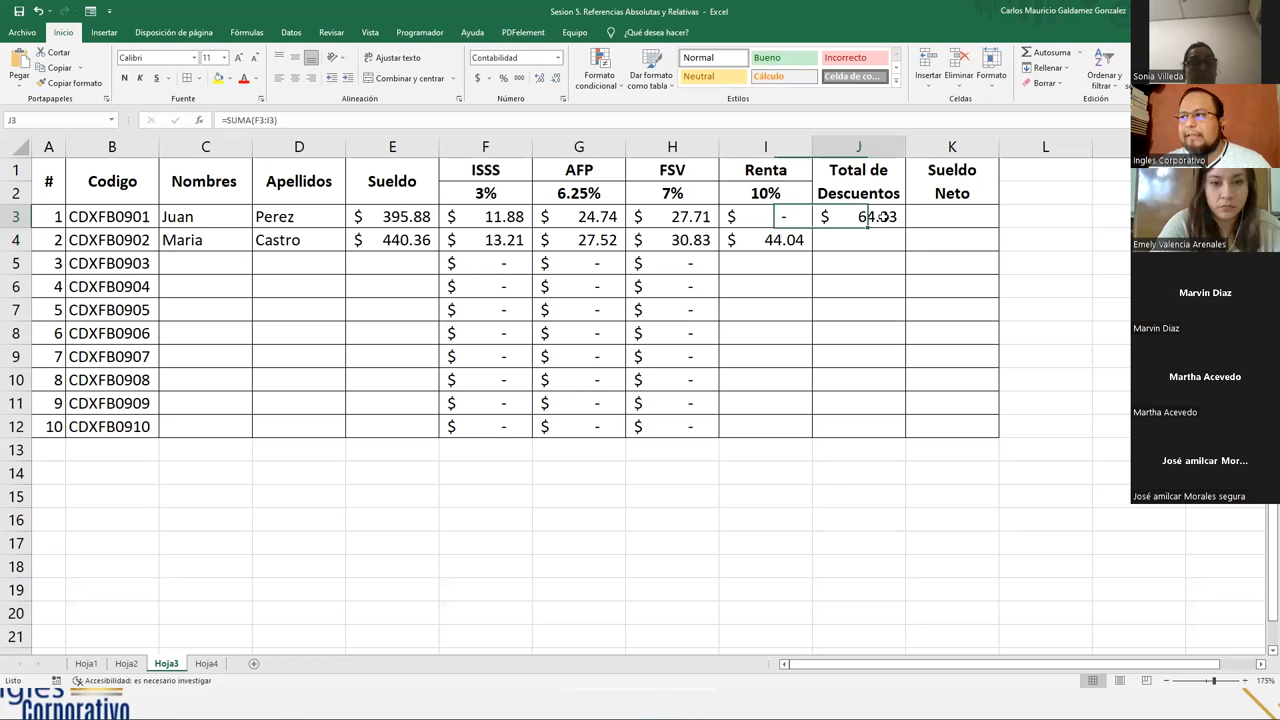 Sesion 5. Referencias Absolutas y Relativas - Excel
Carlos Mauricio Galdamez Gonzalez
Archivo Inicio Insertar Disposición de página Fórmulas Datos Revisar Vista Programador Ayuda PDFelement Equipo ¿Qué desea hacer?
Pegar
Cortar
Copiar
Copiar formato
Portapapeles
Calibri 11
N K S
Fuente
Ajustar texto
Combinar y centrar
Alineación
Contabilidad
$ % 000
Número
Formato condicional
Dar formato como tabla
Normal Bueno Incorrecto
Neutral Cálculo Celda de co...
Estilos
Insertar Eliminar Formato
Celdas
Autosuma
Rellenar
Borrar
Ordenar y filtrar
Edición
J3 =SUMA(F3:I3)
A B C D E F G H I J K L
1 # Codigo Nombres Apellidos Sueldo ISSS AFP FSV Renta Total de Descuentos Sueldo Neto
2 3% 6.25% 7% 10%
3 1 CDXFB0901 Juan Perez $ 395.88 $ 11.88 $ 24.74 $ 27.71 $ - $ 64.33
4 2 CDXFB0902 Maria Castro $ 440.36 $ 13.21 $ 27.52 $ 30.83 $ 44.04
5 3 CDXFB0903 $ - $ - $ -
6 4 CDXFB0904 $ - $ - $ -
7 5 CDXFB0905 $ - $ - $ -
8 6 CDXFB0906 $ - $ - $ -
9 7 CDXFB0907 $ - $ - $ -
10 8 CDXFB0908 $ - $ - $ -
11 9 CDXFB0909 $ - $ - $ -
12 10 CDXFB0910 $ - $ - $ -
13
14
15
16
17
18
19
20
21
Hoja1 Hoja2 Hoja3 Hoja4
Listo Accesibilidad: es necesario investigar 175%
Ingles
Corporativo
Sonia Villeda
Ingles Corporativo
Emely Valencia Arenales
Marvin Diaz
Marvin Diaz
Martha Acevedo
Martha Acevedo
José amilcar Mor...
José amilcar Morales segura